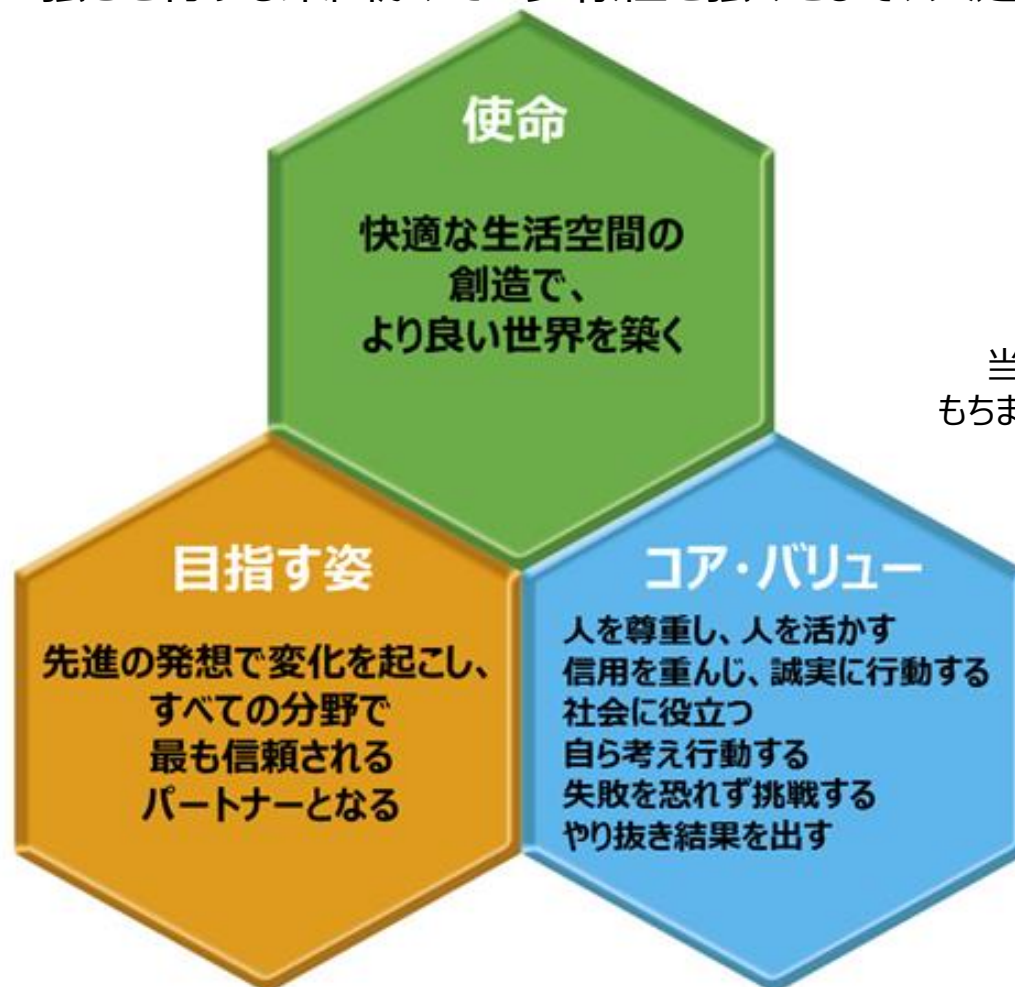 使命
快適な生活空間の
創造で、
より良い世界を築く
当
もちま
目指す姿
先進の発想で変化を起こし、
すべての分野で
最も信頼される
パートナーとなる
コア・バリュー
人を尊重し、人を活かす
信用を重んじ、誠実に行動する
社会に役立つ
自ら考え行動する
失敗を恐れず挑戦する
やり抜き結果を出す